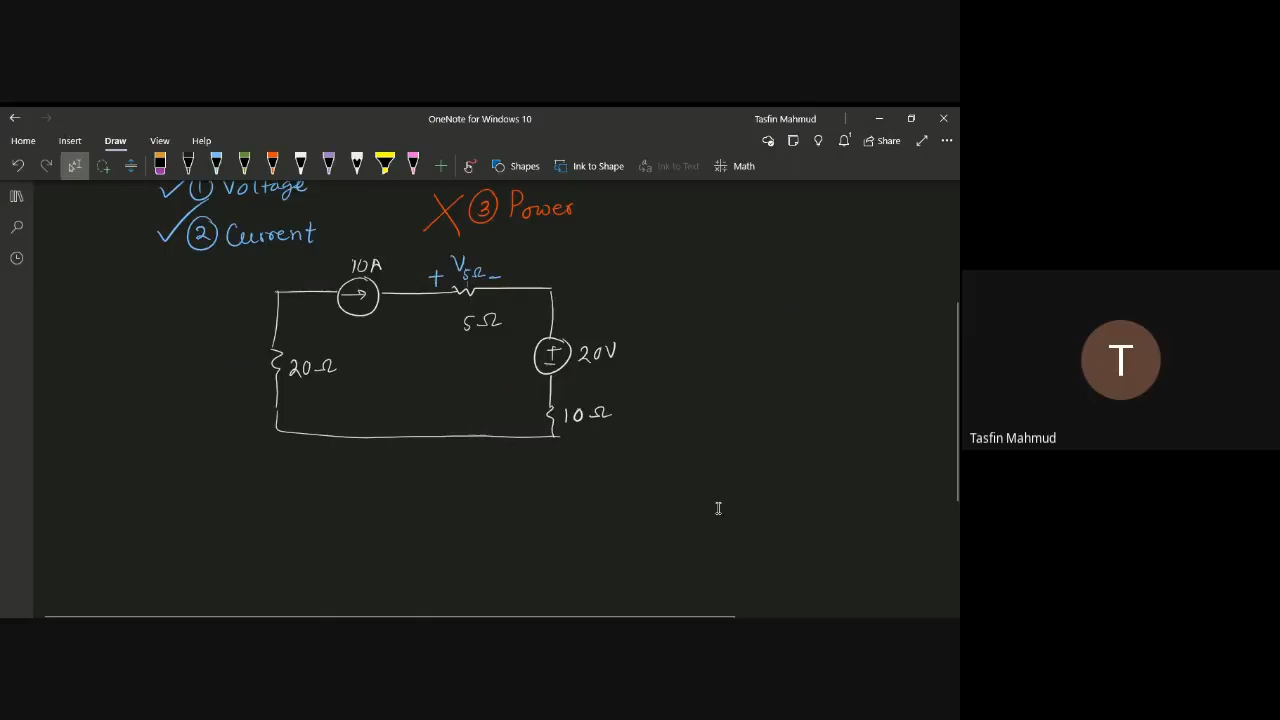 OneNote for Windows 10
Tasfin Mahmud
Home Insert Draw View Help
Share
Shapes Ink to Shape Ink to Text Math
① Voltage
② Current
③ Power
10A
+ V5Ω −
5Ω
20Ω
+ − 20V
10Ω
T
Tasfin Mahmud